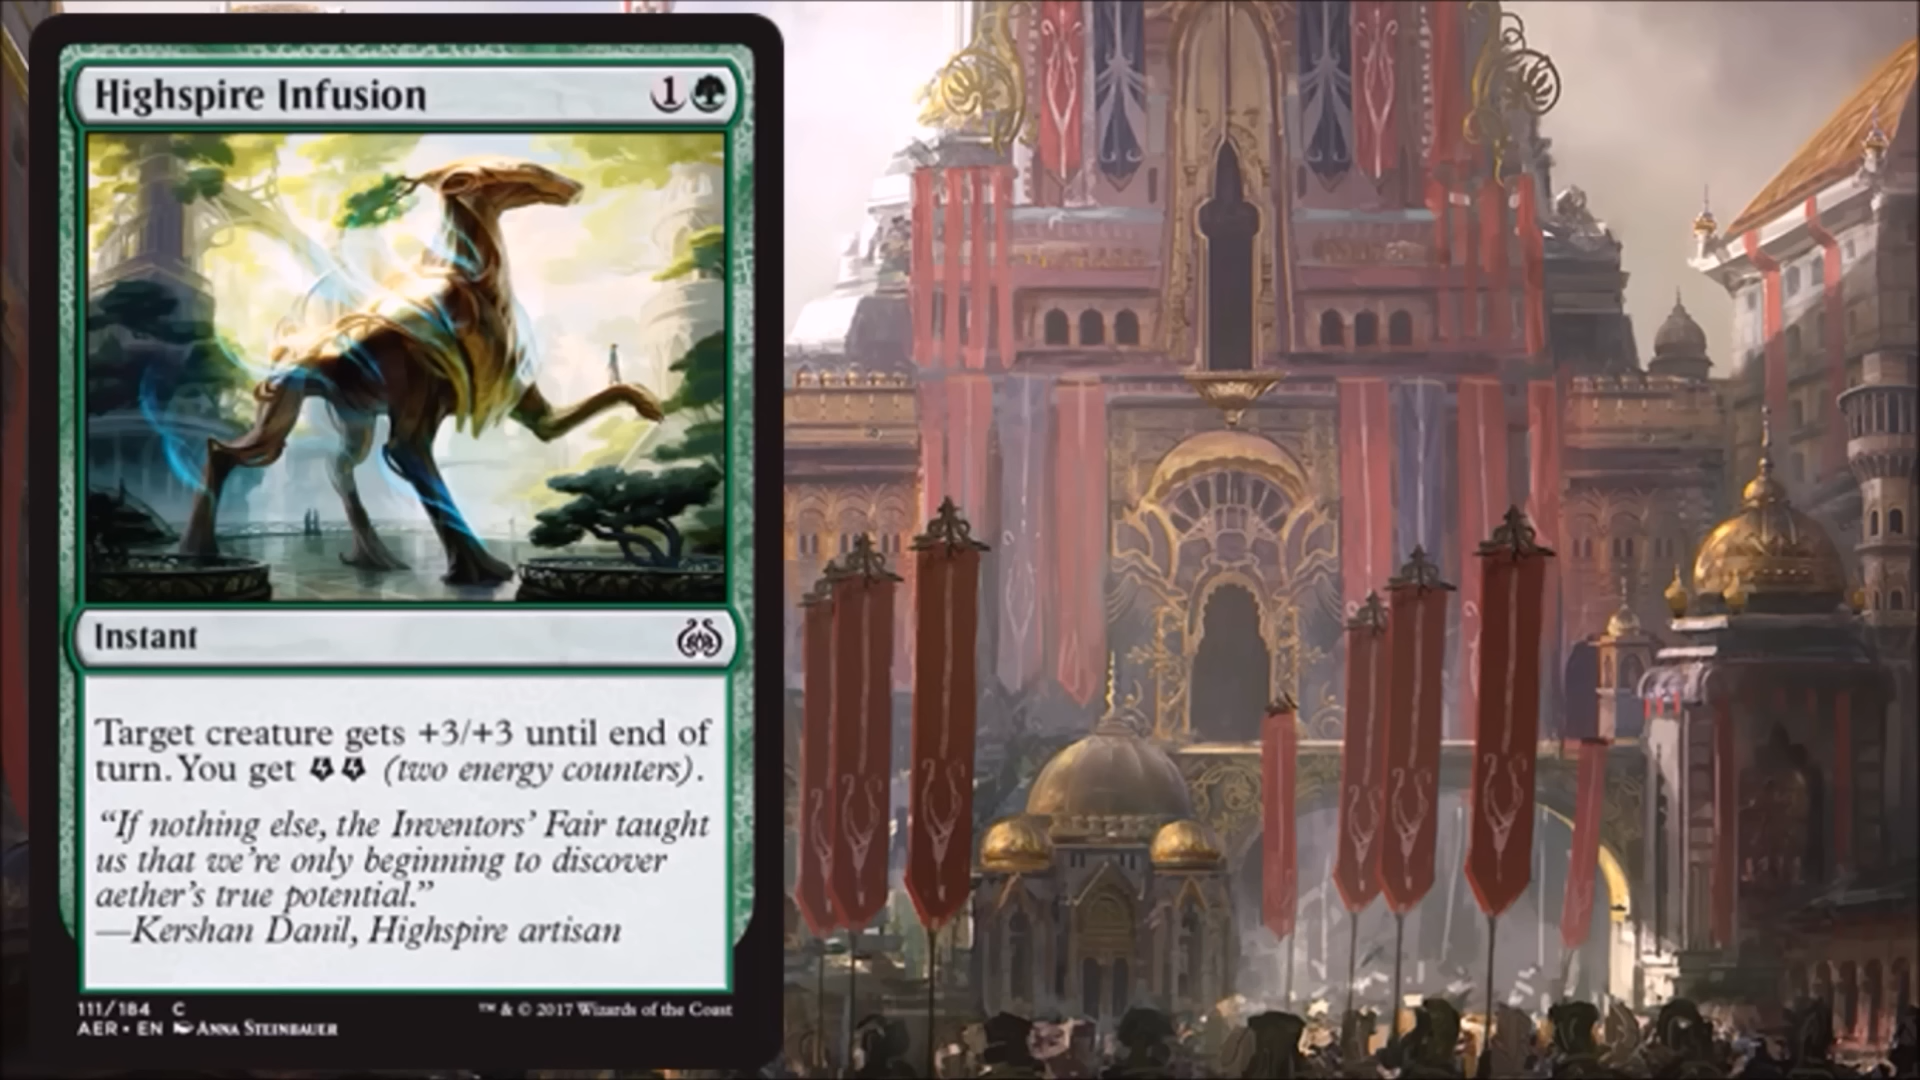 Highspire Infusion 1
Instant
Target creature gets +3/+3 until end of
turn. You get (two energy counters).
“If nothing else, the Inventors’ Fair taught
us that we’re only beginning to discover
aether’s true potential.”
—Kershan Danil, Highspire artisan
111/184 C
AER • EN Anna Steinbauer
™ & © 2017 Wizards of the Coast